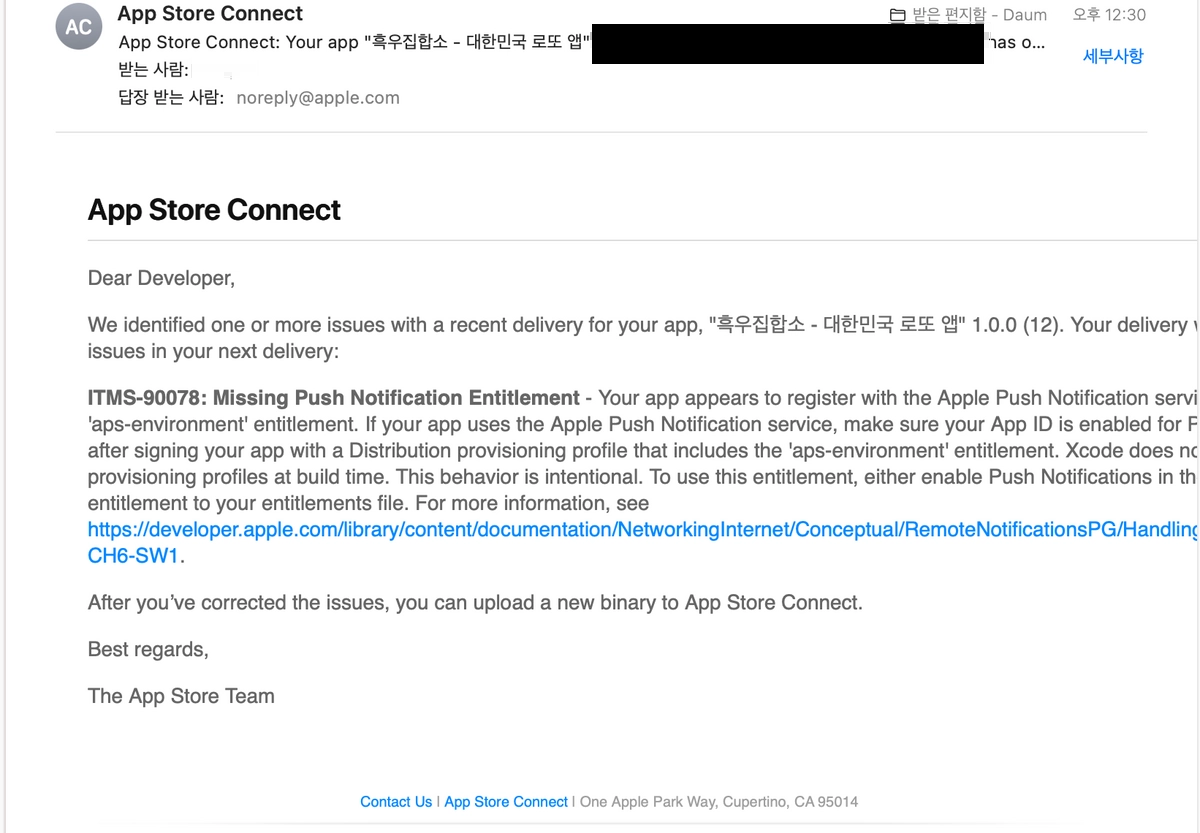 AC
App Store Connect
받은 편지함 - Daum
오후 12:30
App Store Connect: Your app "흑우집합소 - 대한민국 로또 앱"
has o...
세부사항
받는 사람:
답장 받는 사람: noreply@apple.com
App Store Connect
Dear Developer,
We identified one or more issues with a recent delivery for your app, "흑우집합소 - 대한민국 로또 앱" 1.0.0 (12). Your delivery
issues in your next delivery:
ITMS-90078: Missing Push Notification Entitlement - Your app appears to register with the Apple Push Notification servi
'aps-environment' entitlement. If your app uses the Apple Push Notification service, make sure your App ID is enabled for P
after signing your app with a Distribution provisioning profile that includes the 'aps-environment' entitlement. Xcode does no
provisioning profiles at build time. This behavior is intentional. To use this entitlement, either enable Push Notifications in th
entitlement to your entitlements file. For more information, see
https://developer.apple.com/library/content/documentation/NetworkingInternet/Conceptual/RemoteNotificationsPG/Handling
CH6-SW1.
After you’ve corrected the issues, you can upload a new binary to App Store Connect.
Best regards,
The App Store Team
Contact Us | App Store Connect | One Apple Park Way, Cupertino, CA 95014